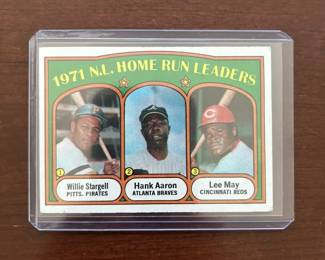 1971 N.L. HOME RUN LEADERS
1 2 3
Willie Stargell Hank Aaron Lee May
PITTS. PIRATES ATLANTA BRAVES CINCINNATI REDS